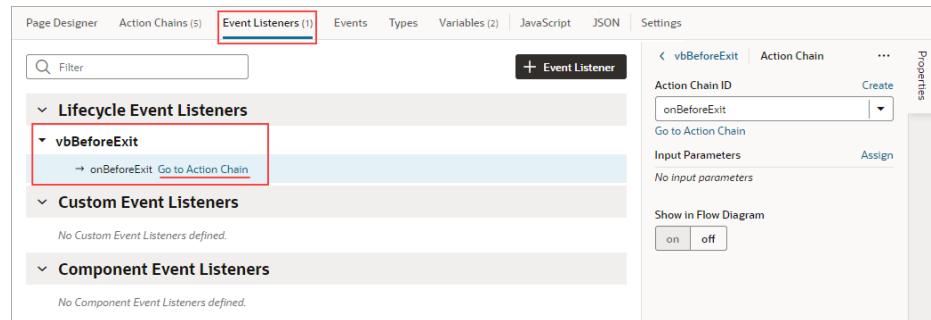 Page Designer Action Chains (5) Event Listeners (1) Events Types Variables (2) JavaScript JSON Settings
Filter
+ Event Listener
Lifecycle Event Listeners
vbBeforeExit
→ onBeforeExit Go to Action Chain
Custom Event Listeners
No Custom Event Listeners defined.
Component Event Listeners
No Component Event Listeners defined.
vbBeforeExit Action Chain ...
Action Chain ID Create
onBeforeExit
Go to Action Chain
Input Parameters Assign
No input parameters
Show in Flow Diagram
on off
Properties